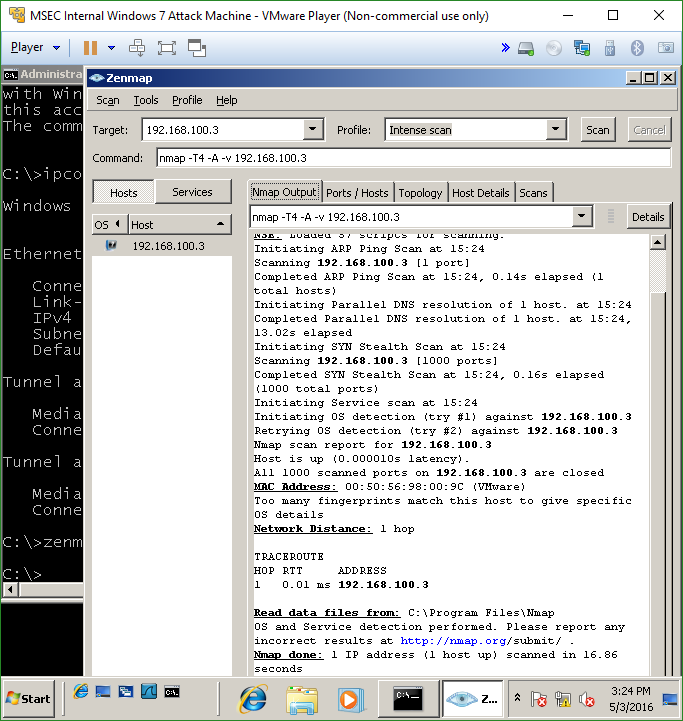 MSEC Internal Windows 7 Attack Machine - VMware Player (Non-commercial use only)
Player
Administra
with Win
this acc
The comm
C:\>ipco
Windows
Ethernet
Conne
Link-
IPv4
Subne
Defau
Tunnel a
Media
Conne
Tunnel a
Media
Conne
C:\>zenm
C:\>
Zenmap
Scan Tools Profile Help
Target: 192.168.100.3 Profile: Intense scan Scan Cancel
Command: nmap -T4 -A -v 192.168.100.3
Hosts Services
OS Host
192.168.100.3
Nmap Output Ports / Hosts Topology Host Details Scans
nmap -T4 -A -v 192.168.100.3 Details
NSE: Loaded 57 scripts for scanning.
Initiating ARP Ping Scan at 15:24
Scanning 192.168.100.3 [1 port]
Completed ARP Ping Scan at 15:24, 0.14s elapsed (1
total hosts)
Initiating Parallel DNS resolution of 1 host. at 15:24
Completed Parallel DNS resolution of 1 host. at 15:24,
13.02s elapsed
Initiating SYN Stealth Scan at 15:24
Scanning 192.168.100.3 [1000 ports]
Completed SYN Stealth Scan at 15:24, 0.16s elapsed
(1000 total ports)
Initiating Service scan at 15:24
Initiating OS detection (try #1) against 192.168.100.3
Retrying OS detection (try #2) against 192.168.100.3
Nmap scan report for 192.168.100.3
Host is up (0.000010s latency).
All 1000 scanned ports on 192.168.100.3 are closed
MAC Address: 00:50:56:98:00:9C (VMware)
Too many fingerprints match this host to give specific
OS details
Network Distance: 1 hop
TRACEROUTE
HOP RTT ADDRESS
1 0.01 ms 192.168.100.3
Read data files from: C:\Program Files\Nmap
OS and Service detection performed. Please report any
incorrect results at http://nmap.org/submit/ .
Nmap done: 1 IP address (1 host up) scanned in 16.86
seconds
Start
Z...
3:24 PM
5/3/2016